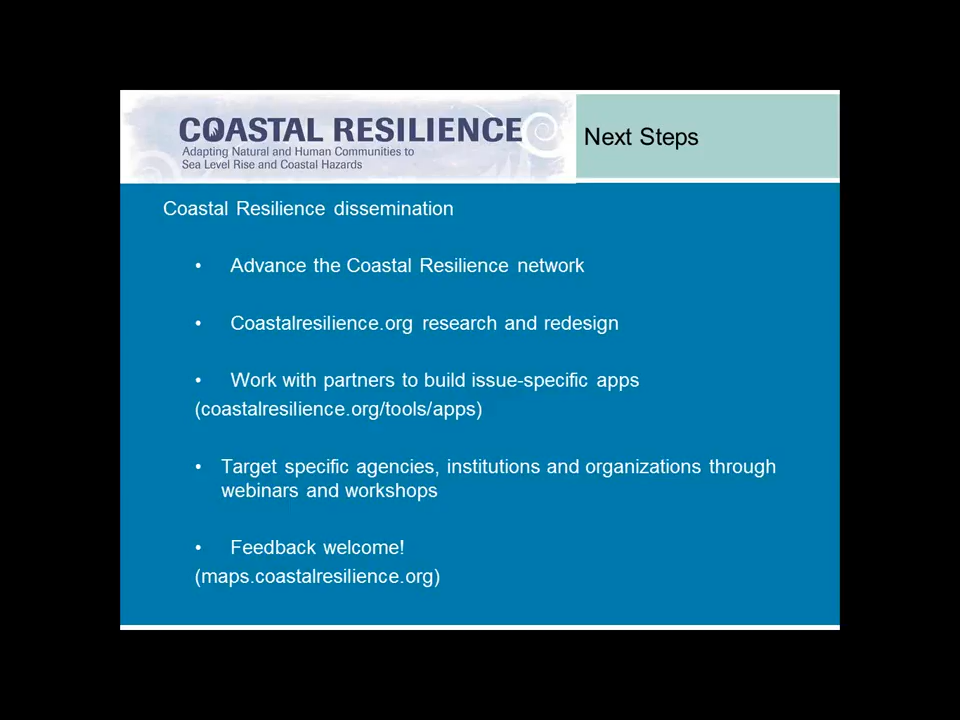 COASTAL RESILIENCE
Adapting Natural and Human Communities to
Sea Level Rise and Coastal Hazards
Next Steps
Coastal Resilience dissemination
• Advance the Coastal Resilience network
• Coastalresilience.org research and redesign
• Work with partners to build issue-specific apps
(coastalresilience.org/tools/apps)
• Target specific agencies, institutions and organizations through
webinars and workshops
• Feedback welcome!
(maps.coastalresilience.org)